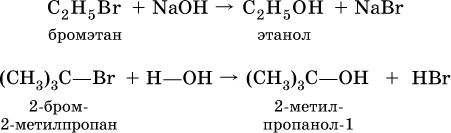 C₂H₅Br + NaOH → C₂H₅OH + NaBr
бромэтан этанол
(CH₃)₃C—Br + H—OH → (CH₃)₃C—OH + HBr
2-бром- 2-метил-
2-метилпропан пропанол-1